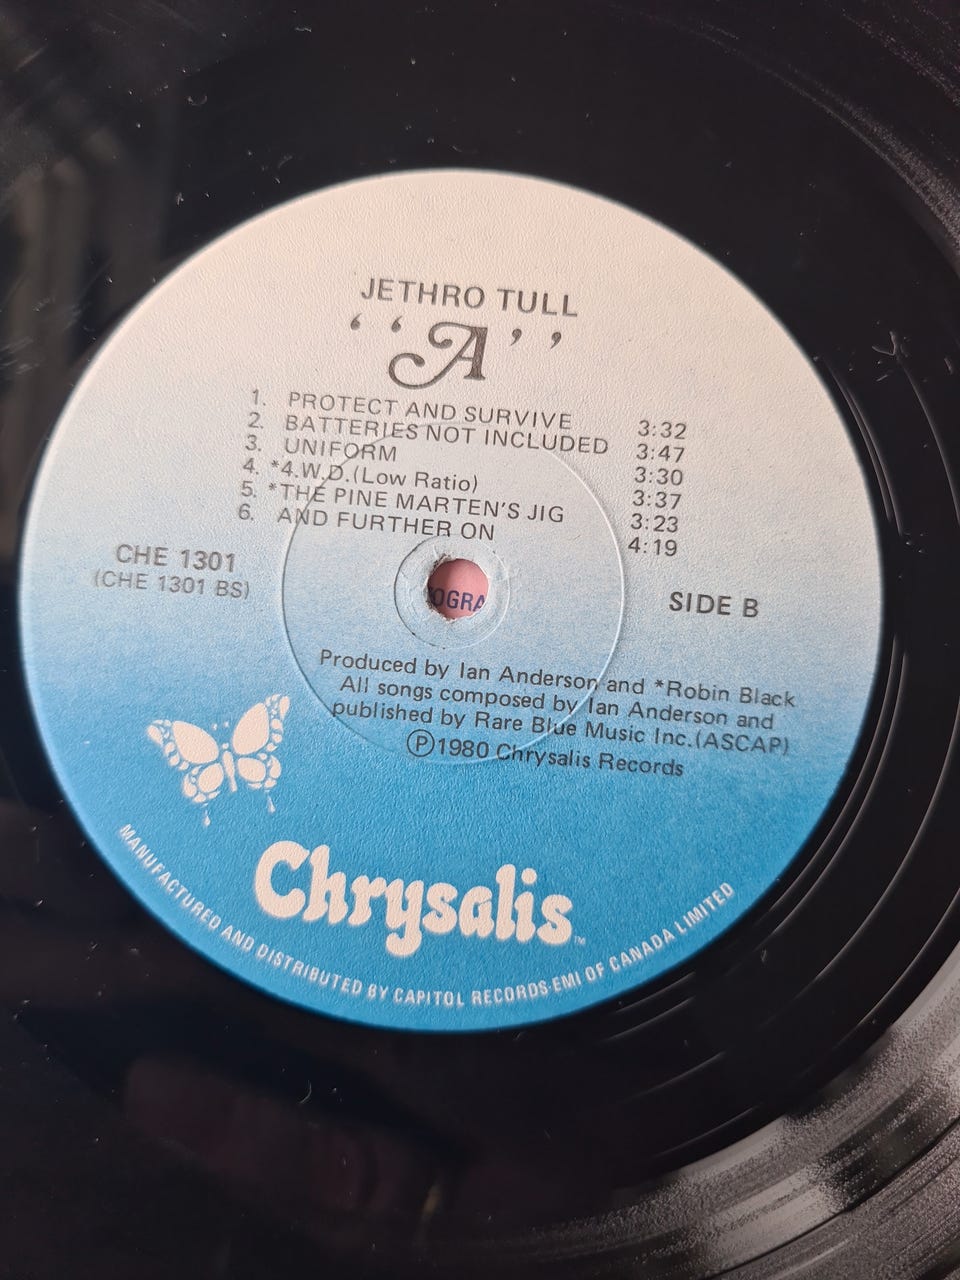 JETHRO TULL
‘‘A’’
1. PROTECT AND SURVIVE 3:32
2. BATTERIES NOT INCLUDED 3:47
3. UNIFORM 3:30
4. *4.W.D.(Low Ratio) 3:37
5. *THE PINE MARTEN'S JIG 3:23
6. AND FURTHER ON 4:19
CHE 1301
(CHE 1301 BS)
OGRA
SIDE B
Produced by Ian Anderson and *Robin Black
All songs composed by Ian Anderson and
published by Rare Blue Music Inc.(ASCAP)
Ⓟ1980 Chrysalis Records
Chrysalis™
MANUFACTURED AND DISTRIBUTED BY CAPITOL RECORDS-EMI OF CANADA LIMITED